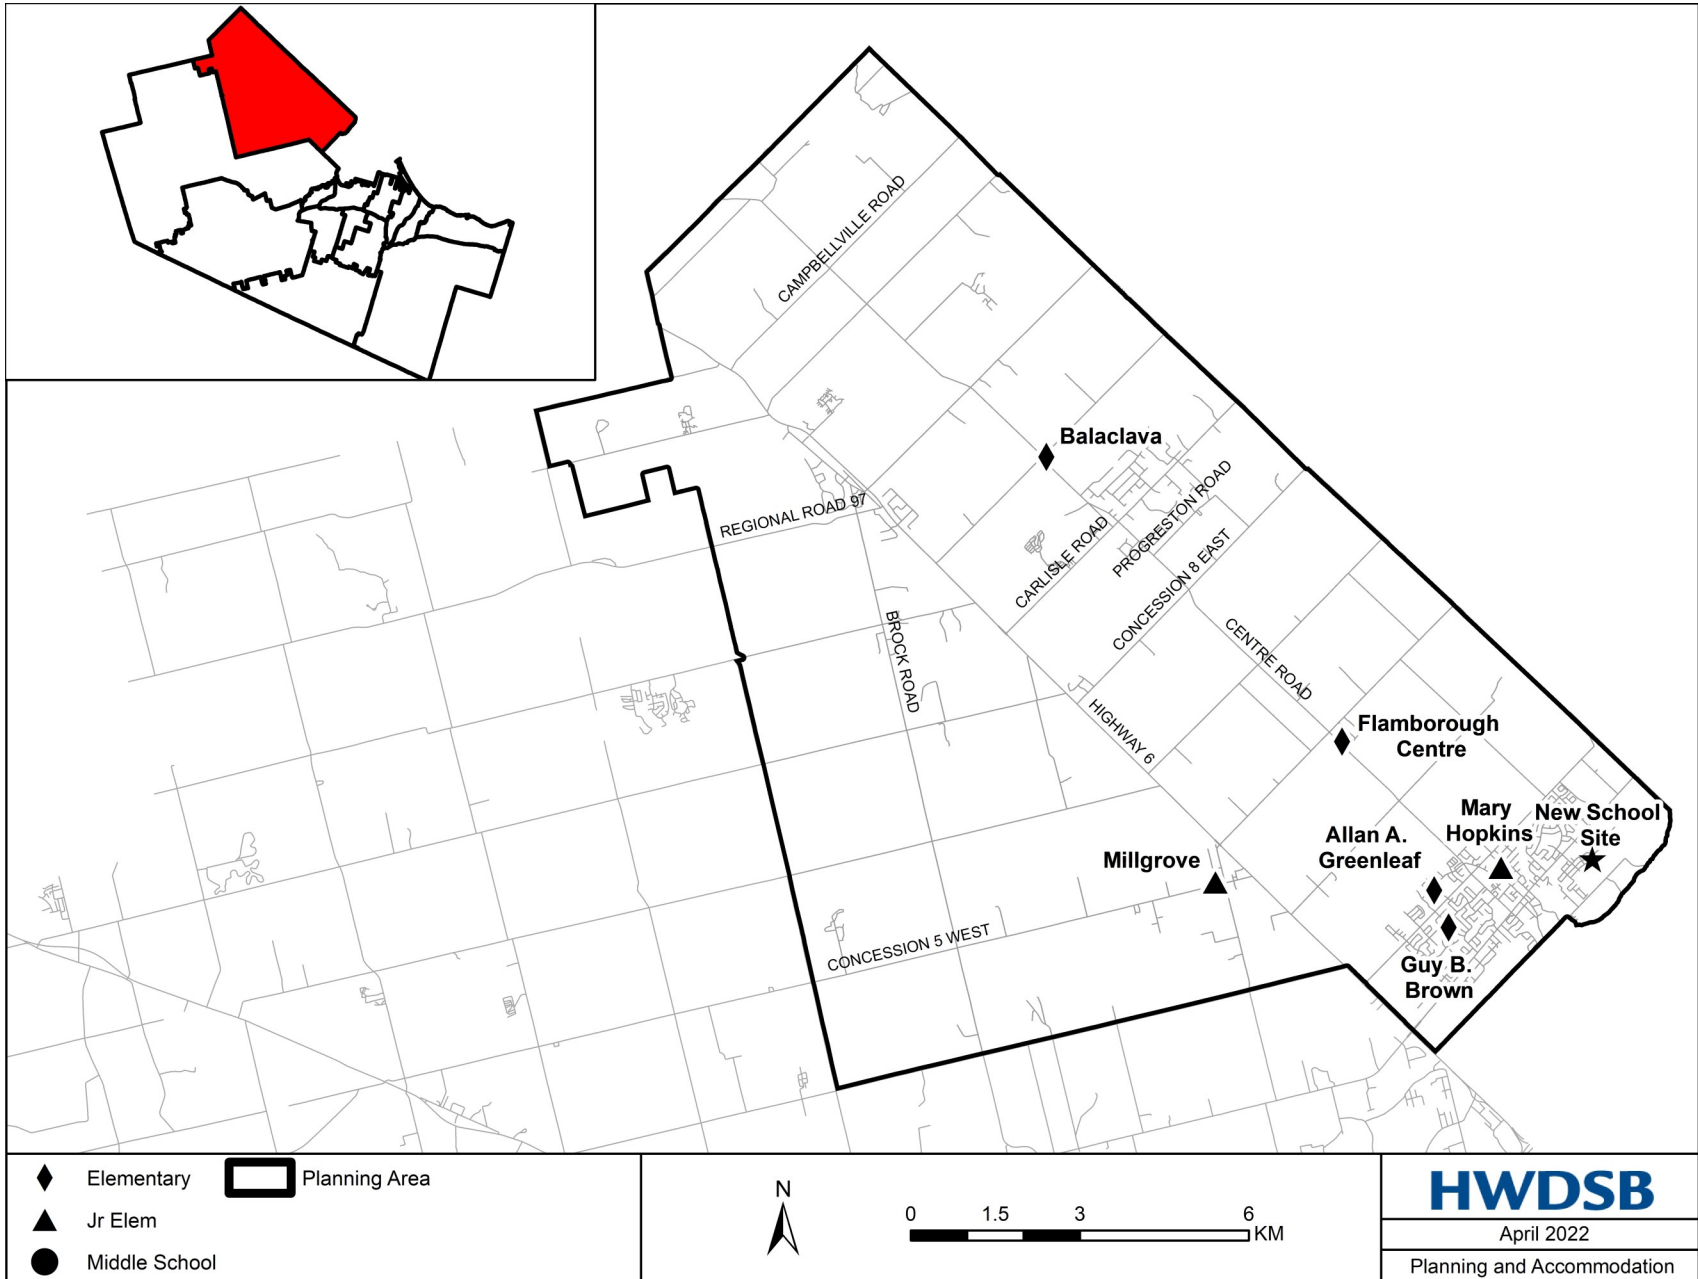 CAMPBELLVILLE ROAD
Balaclava
REGIONAL ROAD 97
CARLISLE ROAD
PROGRESTON ROAD
CONCESSION 8 EAST
BROCK ROAD
CENTRE ROAD
HIGHWAY 6
Flamborough
Centre
Mary
Hopkins
New School
Site
Allan A.
Greenleaf
Millgrove
CONCESSION 5 WEST
Guy B.
Brown
Elementary
Planning Area
Jr Elem
Middle School
N
0 1.5 3 6
KM
HWDSB
April 2022
Planning and Accommodation